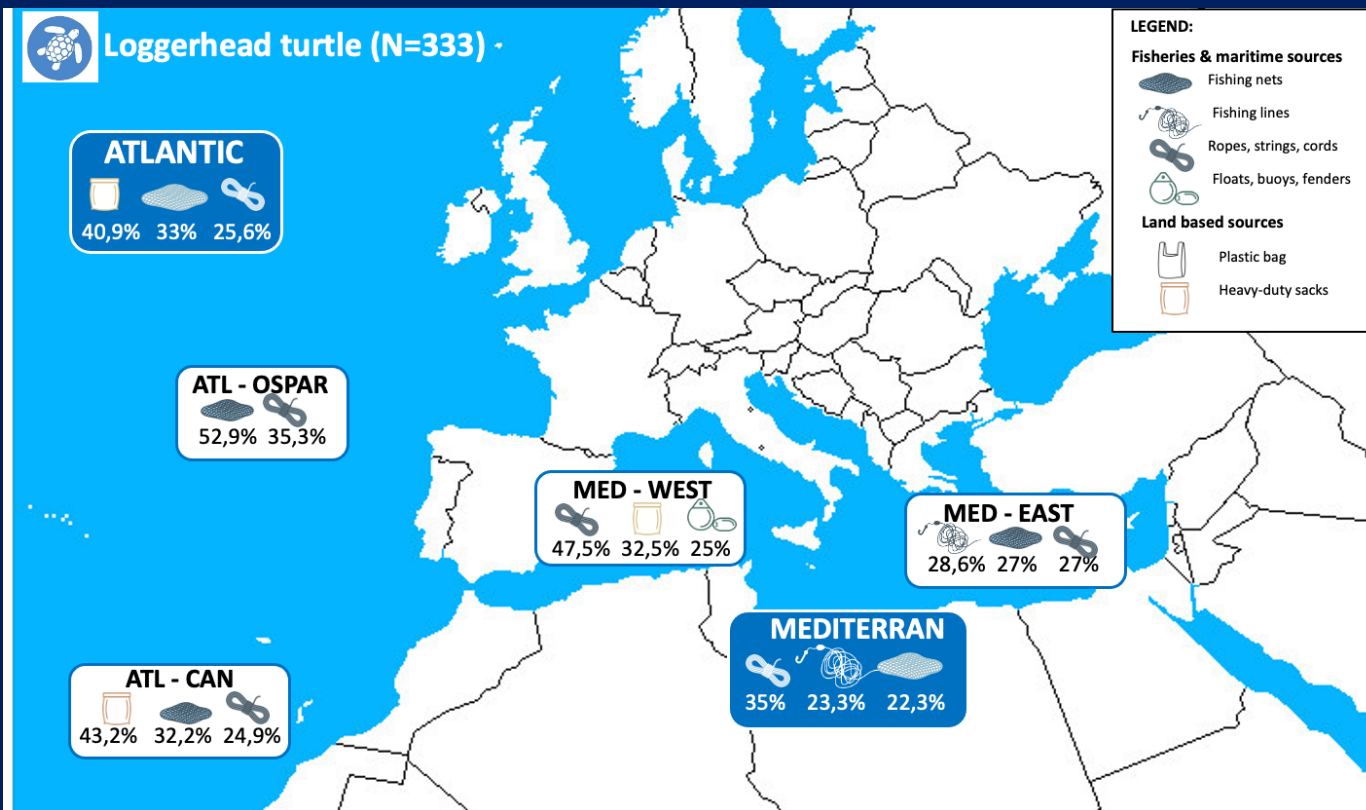 Loggerhead turtle (N=333)
LEGEND:
Fisheries & maritime sources
Fishing nets
Fishing lines
Ropes, strings, cords
Floats, buoys, fenders
Land based sources
Plastic bag
Heavy-duty sacks
ATLANTIC
40,9% 33% 25,6%
ATL - OSPAR
52,9% 35,3%
MED - WEST
47,5% 32,5% 25%
MED - EAST
28,6% 27% 27%
MEDITERRAN
35% 23,3% 22,3%
ATL - CAN
43,2% 32,2% 24,9%